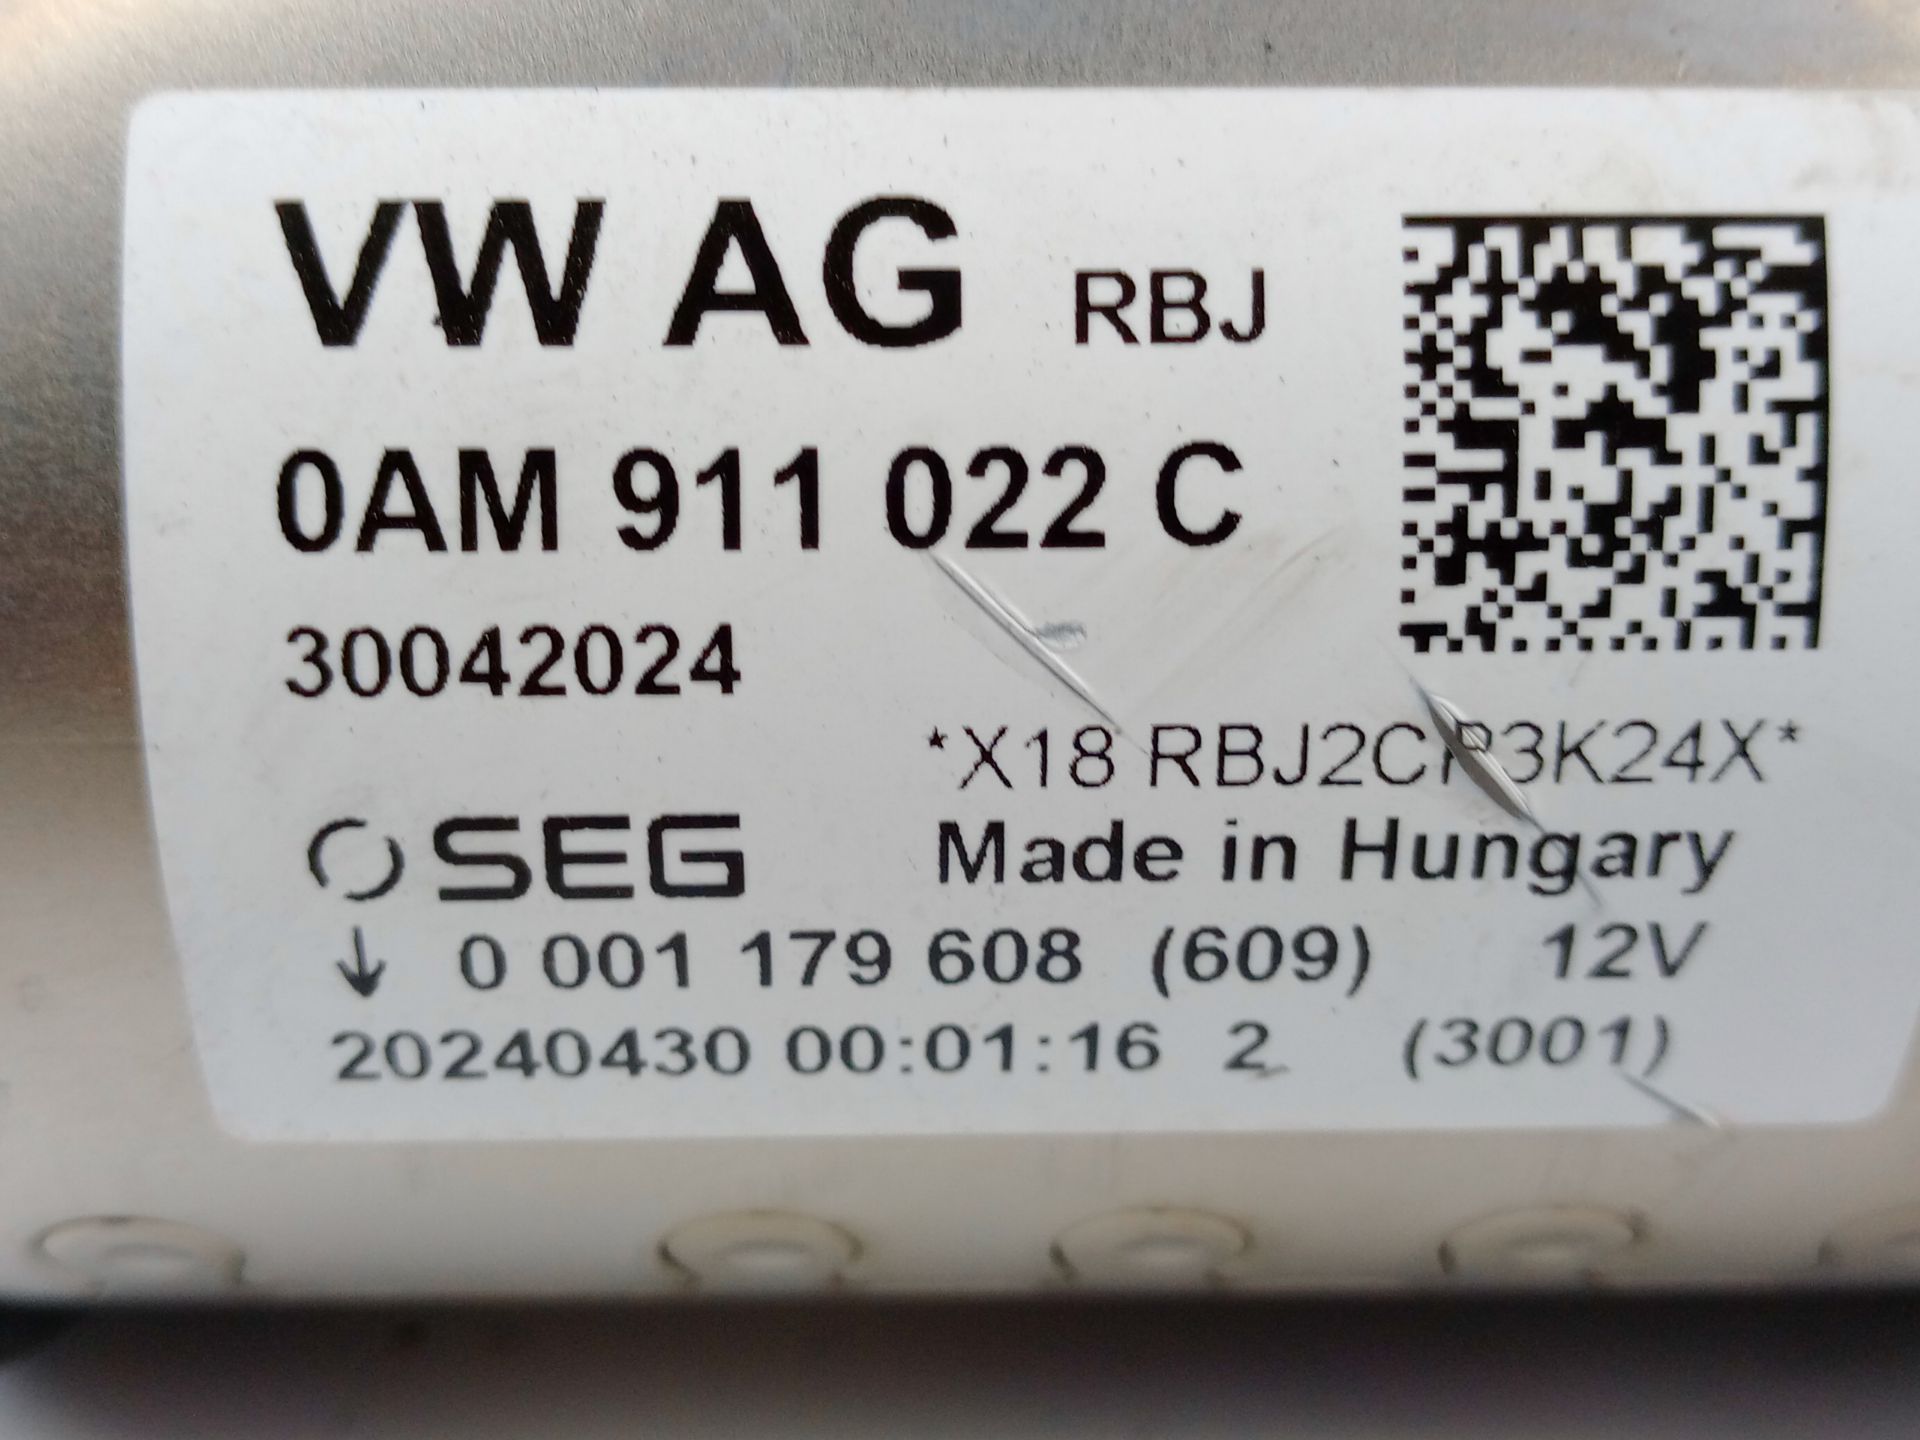 VW AG RBJ
0AM 911 022 C
30042024
*X18 RBJ2CP3K24X*
SEG Made in Hungary
↓ 0 001 179 608 (609) 12V
20240430 00:01:16 2 (3001)